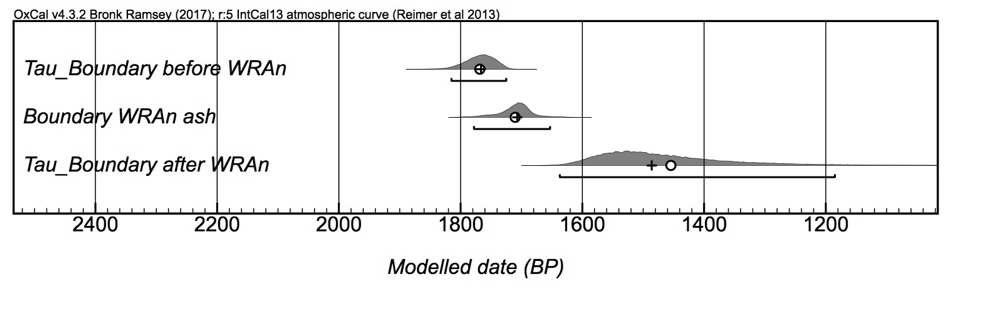 OxCal v4.3.2 Bronk Ramsey (2017); r:5 IntCal13 atmospheric curve (Reimer et al 2013)
Tau_Boundary before WRAn
Boundary WRAn ash
Tau_Boundary after WRAn
2400 2200 2000 1800 1600 1400 1200
Modelled date (BP)